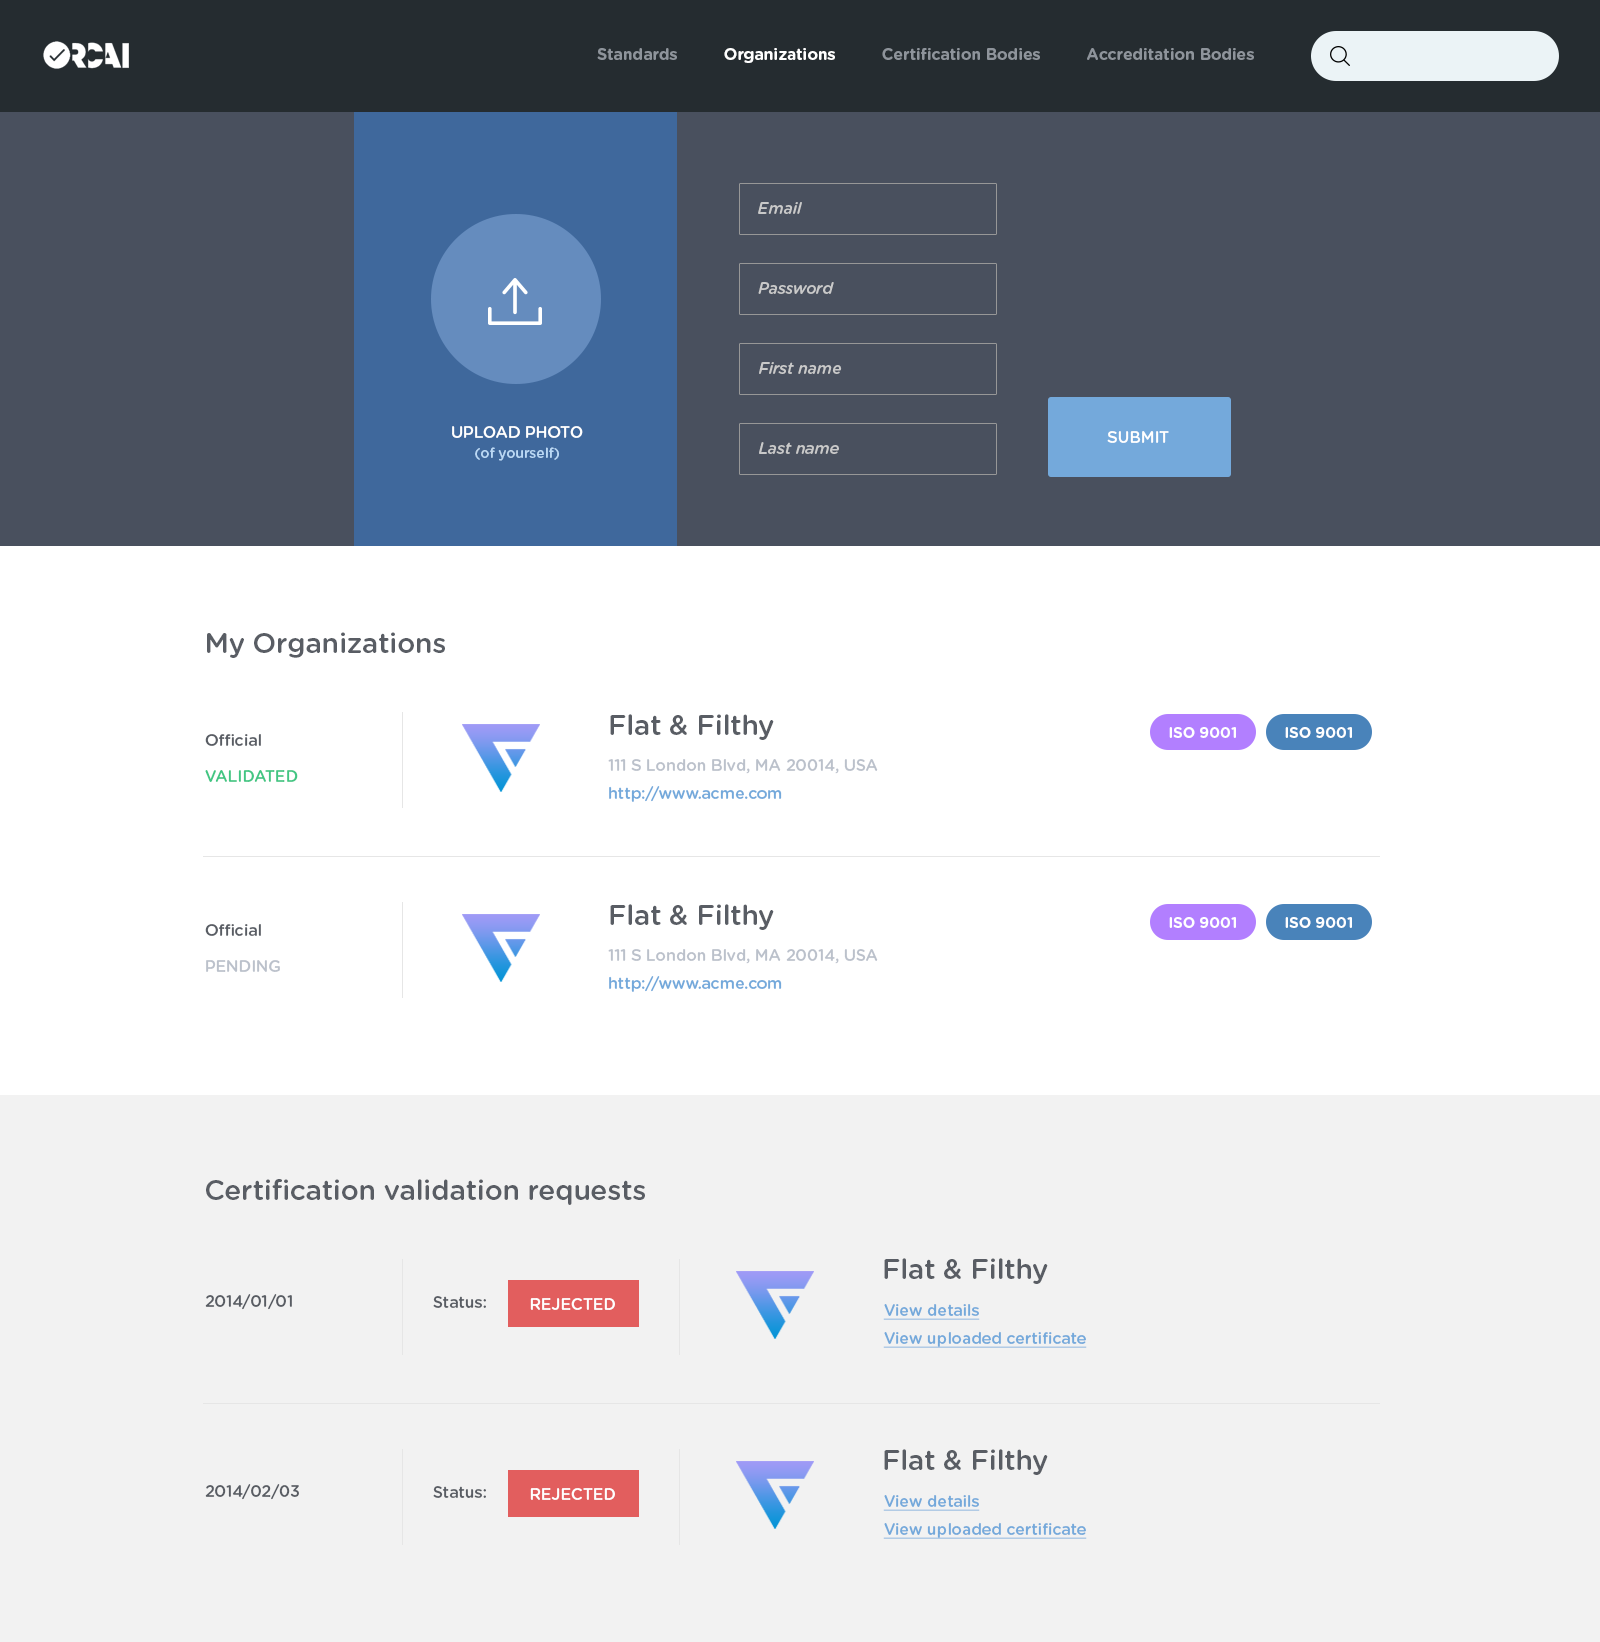 ORCAI
Standards
Organizations
Certification Bodies
Accreditation Bodies
Email
Password
First name
Last name
UPLOAD PHOTO
(of yourself)
SUBMIT
My Organizations
Official
VALIDATED
Flat & Filthy
111 S London Blvd, MA 20014, USA
http://www.acme.com
ISO 9001
ISO 9001
Official
PENDING
Flat & Filthy
111 S London Blvd, MA 20014, USA
http://www.acme.com
ISO 9001
ISO 9001
Certification validation requests
2014/01/01
Status:
REJECTED
Flat & Filthy
View details
View uploaded certificate
2014/02/03
Status:
REJECTED
Flat & Filthy
View details
View uploaded certificate